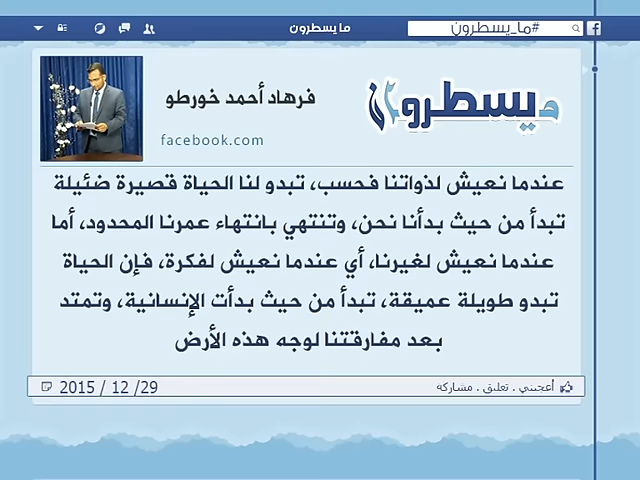 ما يسطرون
#ما_يسطرون
ما يسطرون
فرهاد أحمد خورطو
facebook.com
عندما نعيش لذواتنا فحسب، تبدو لنا الحياة قصيرة ضئيلة
تبدأ من حيث بدأنا نحن، وتنتهي بانتهاء عمرنا المحدود، أما
عندما نعيش لغيرنا، أي عندما نعيش لفكرة، فإن الحياة
تبدو طويلة عميقة، تبدأ من حيث بدأت الإنسانية، وتمتد
بعد مفارقتنا لوجه هذه الأرض
أعجبني . تعليق . مشاركة
2015 / 12 /29